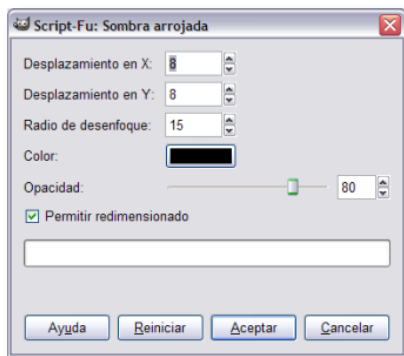 Script-Fu: Sombra arrojada
Desplazamiento en X: 8
Desplazamiento en Y: 8
Radio de desenfoque: 15
Color:
Opacidad: 80
Permitir redimensionado
Ayuda Reiniciar Aceptar Cancelar